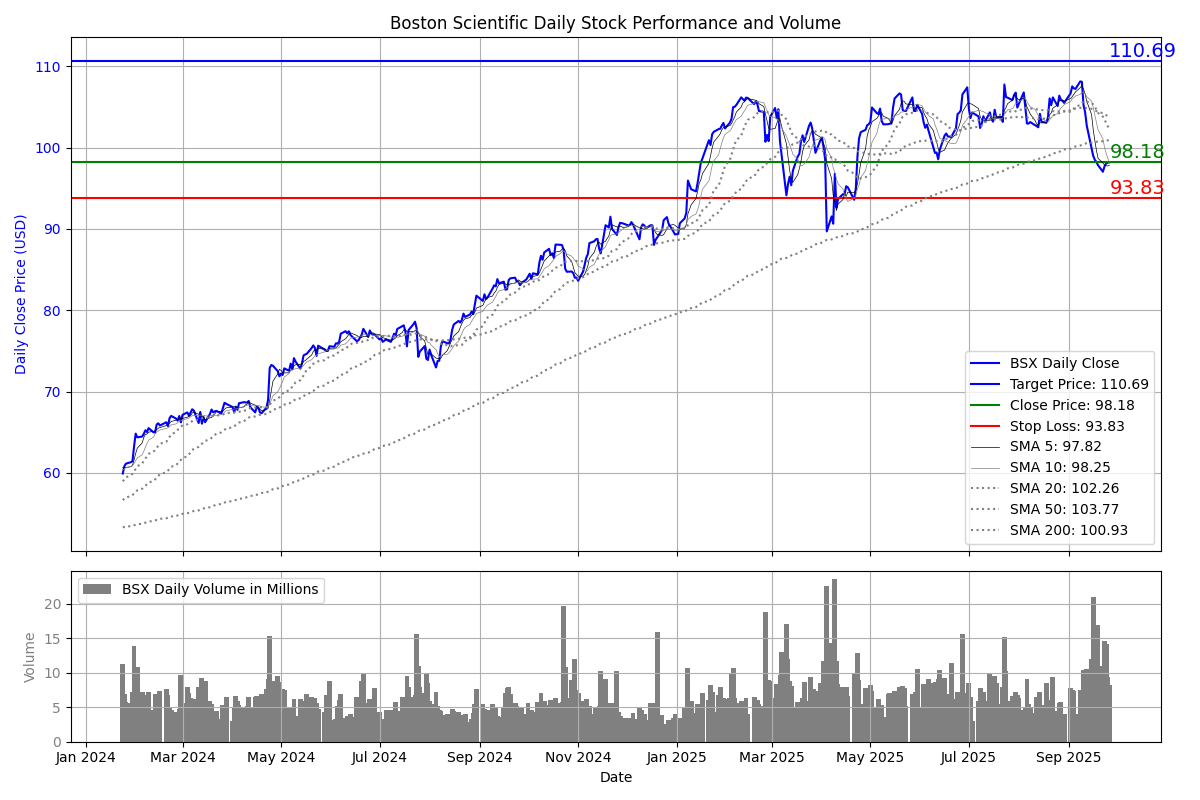 Boston Scientific Daily Stock Performance and Volume
Daily Close Price (USD)
110
100
90
80
70
60
110.69
98.18
93.83
BSX Daily Close
Target Price: 110.69
Close Price: 98.18
Stop Loss: 93.83
SMA 5: 97.82
SMA 10: 98.25
SMA 20: 102.26
SMA 50: 103.77
SMA 200: 100.93
BSX Daily Volume in Millions
Volume
20
15
10
5
0
Jan 2024 Mar 2024 May 2024 Jul 2024 Sep 2024 Nov 2024 Jan 2025 Mar 2025 May 2025 Jul 2025 Sep 2025
Date